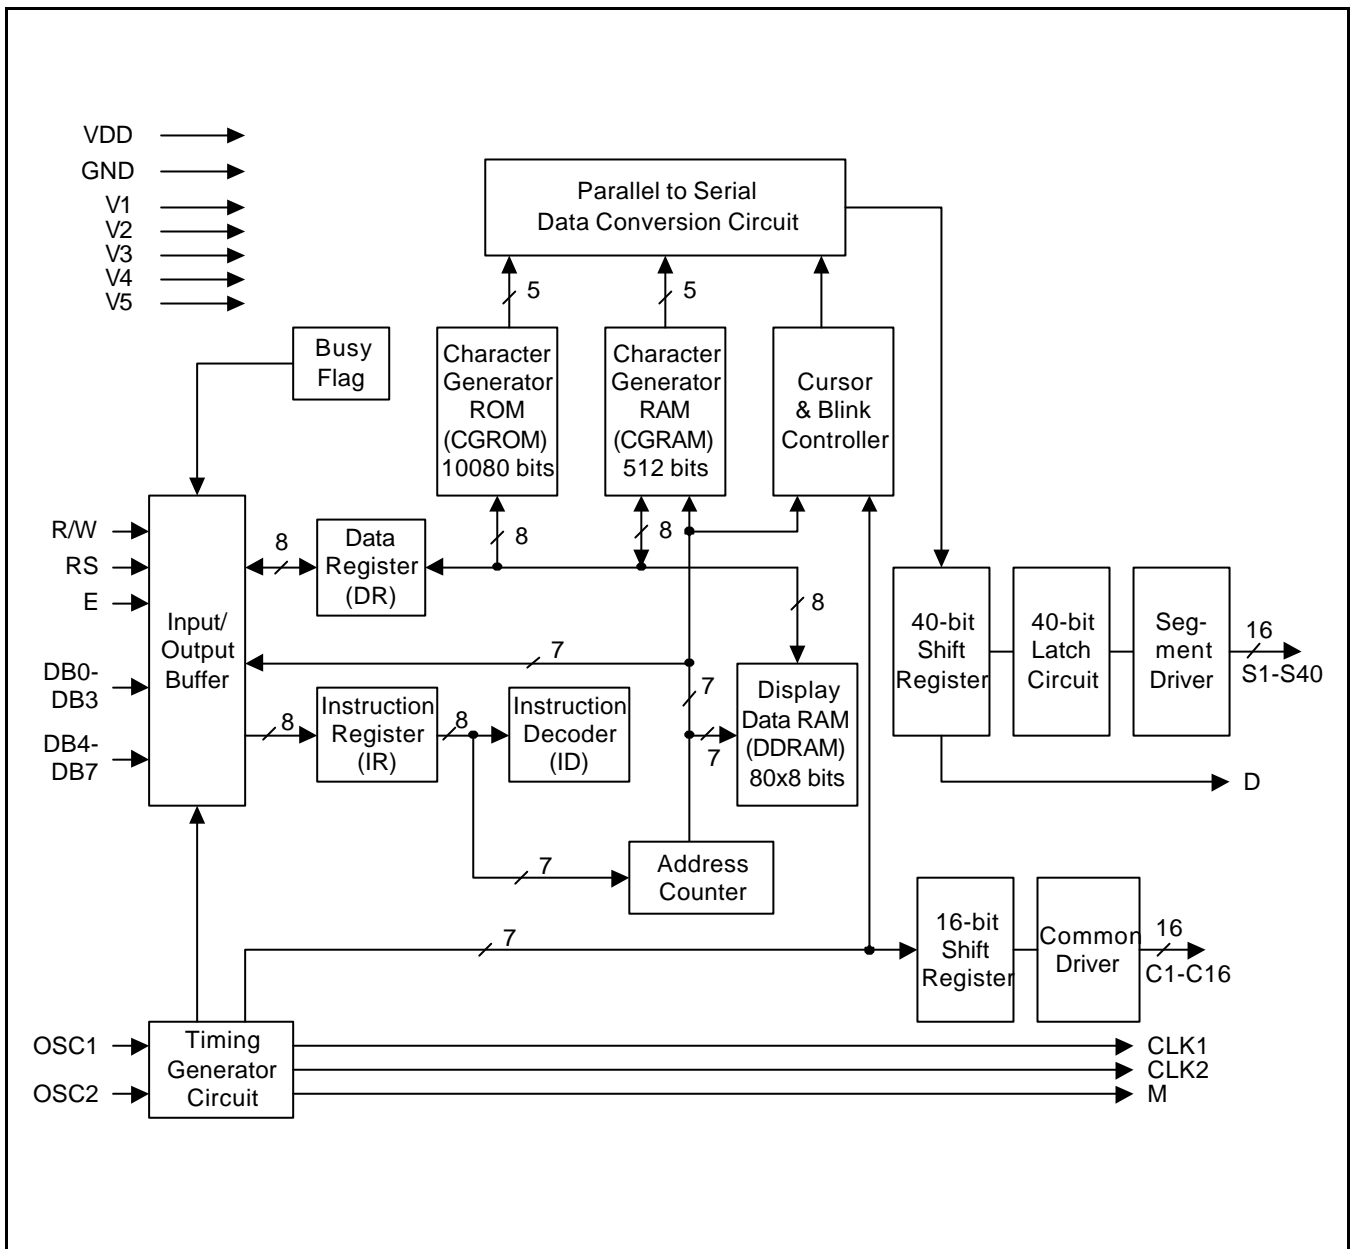 VDD
GND
V1
V2
V3
V4
V5
Parallel to Serial
Data Conversion Circuit
5
5
Busy
Flag
Character
Generator
ROM
(CGROM)
10080 bits
Character
Generator
RAM
(CGRAM)
512 bits
Cursor
& Blink
Controller
R/W
RS
E
DB0-
DB3
DB4-
DB7
Input/
Output
Buffer
8
Data
Register
(DR)
8
8
8
7
7
7
8
Instruction
Register
(IR)
8
Instruction
Decoder
(ID)
Display
Data RAM
(DDRAM)
80x8 bits
40-bit
Shift
Register
40-bit
Latch
Circuit
Seg-
ment
Driver
16
S1-S40
D
7
Address
Counter
7
16-bit
Shift
Register
Common
Driver
16
C1-C16
OSC1
OSC2
Timing
Generator
Circuit
CLK1
CLK2
M